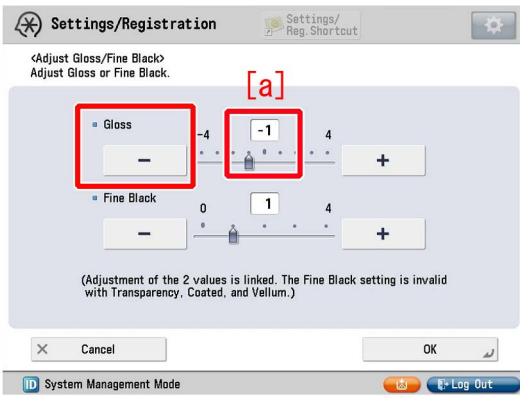 Settings/Registration
Settings/
Reg.Shortcut
<Adjust Gloss/Fine Black>
Adjust Gloss or Fine Black.
[a]
Gloss
-4
-1
4
−
+
Fine Black
0
1
4
−
+
(Adjustment of the 2 values is linked. The Fine Black setting is invalid
with Transparency, Coated, and Vellum.)
Cancel
OK
ID System Management Mode
Log Out